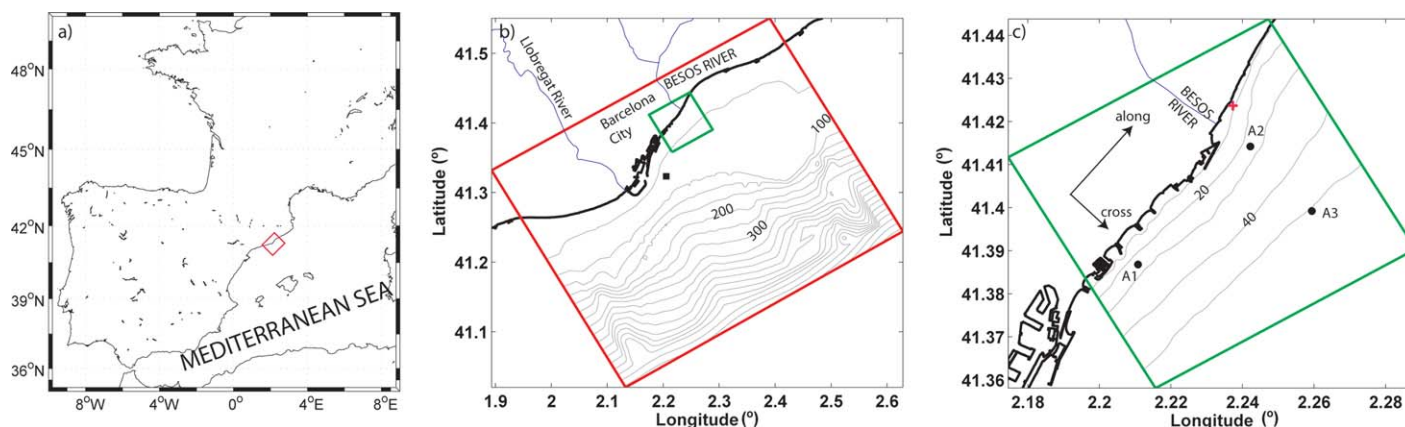 a)
48°N
45°N
42°N
39°N
36°N
8°W
4°W
0°
4°E
8°E
MEDITERRANEAN SEA
b)
Llobregat River
BESOS RIVER
Barcelona
City
100
200
300
41.5
41.4
41.3
41.2
41.1
Latitude (°)
1.9
2
2.1
2.2
2.3
2.4
2.5
2.6
Longitude (°)
c)
BESOS
RIVER
along
cross
A1
A2
A3
20
40
41.44
41.43
41.42
41.41
41.4
41.39
41.38
41.37
41.36
Latitude (°)
2.18
2.2
2.22
2.24
2.26
2.28
Longitude (°)